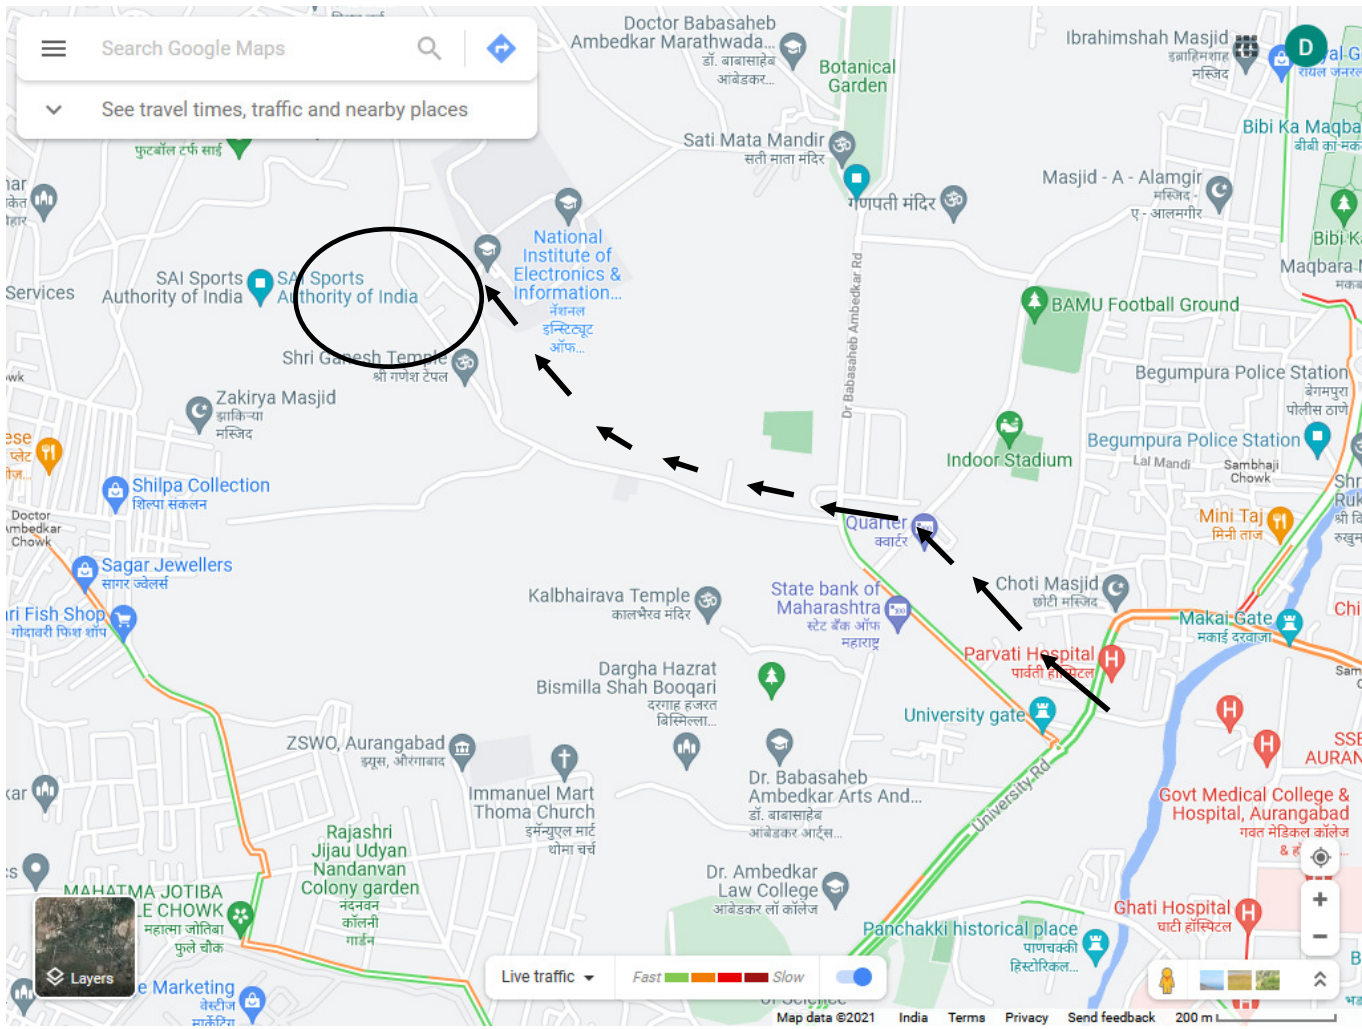 Search Google Maps
See travel times, traffic and nearby places
फुटबॉल टर्फ साई
Doctor Babasaheb
Ambedkar Marathwada...
डॉ. बाबासाहेब
आंबेडकर...
Botanical
Garden
Ibrahimshah Masjid
इब्राहिमशाह
मस्जिद
D
Sati Mata Mandir
सती माता मंदिर
गणपती मंदिर
Masjid - A - Alamgir
मस्जिद -
ए - आलमगीर
Bibi Ka Maqba
Bibi K
Maqbara
National
Institute of
Electronics &
Information...
नॅशनल
इन्स्टिट्यूट
ऑफ...
SAI Sports
Authority of India
SAI Sports
Authority of India
Services
Shri Ganesh Temple
श्री गणेश टेंपल
Zakirya Masjid
झाकिऱ्या
मस्जिद
Dr Babasaheb Ambedkar Rd
BAMU Football Ground
Begumpura Police Station
बेगमपुरा
पोलीस ठाणे
Begumpura Police Station
Indoor Stadium
Lal Mandi
Sambhaji
Chowk
Shilpa Collection
शिल्पा संकलन
Doctor
Ambedkar
Chowk
Quarter
क्वार्टर
Mini Taj
मिनी ताज
Sagar Jewellers
सागर ज्वेलर्स
ri Fish Shop
गोदावरी फिश शॉप
Kalbhairava Temple
कालभैरव मंदिर
State bank of
Maharashtra
स्टेट बँक ऑफ
महाराष्ट्र
Choti Masjid
छोटी मस्जिद
Makai Gate
मकाई दरवाजा
Parvati Hospital
पार्वती हॉस्पिटल
Dargha Hazrat
Bismilla Shah Booqari
दरगाह हजरत
बिस्मिल्ला...
University gate
ZSWO, Aurangabad
झ्यूस, औरंगाबाद
Immanuel Mart
Thoma Church
इमॅन्युएल मार्ट
थोमा चर्च
Dr. Babasaheb
Ambedkar Arts And...
डॉ. बाबासाहेब
आंबेडकर आर्ट्स...
University Rd
Govt Medical College &
Hospital, Aurangabad
गवत मेडिकल कॉलेज
Rajashri
Jijau Udyan
Nandanvan
Colony garden
नंदनवन
कॉलनी
गार्डन
Dr. Ambedkar
Law College
आंबेडकर लॉ कॉलेज
MAHATMA JOTIBA
LE CHOWK
महात्मा जोतिबा
फुले चौक
Ghati Hospital
घाटी हॉस्पिटल
Panchakki historical place
पाणचक्की
हिस्टोरिकल...
Layers
Live traffic
Fast Slow
e Marketing
वेस्टीज
मार्केटिंग
of Science
Map data ©2021 India Terms Privacy Send feedback 200 m